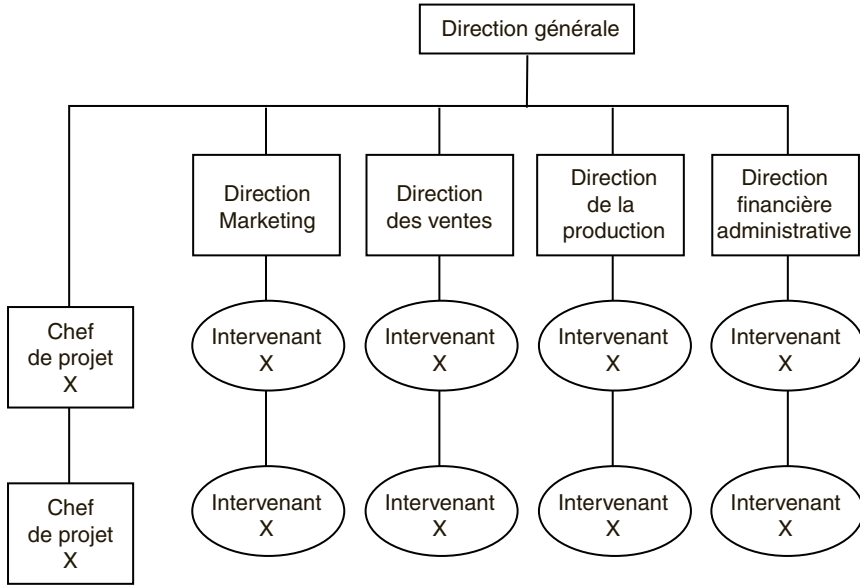 Direction générale
Direction
Marketing
Direction
des ventes
Direction
de la
production
Direction
financière
administrative
Chef
de projet
X
Intervenant
X
Intervenant
X
Intervenant
X
Intervenant
X
Chef
de projet
X
Intervenant
X
Intervenant
X
Intervenant
X
Intervenant
X